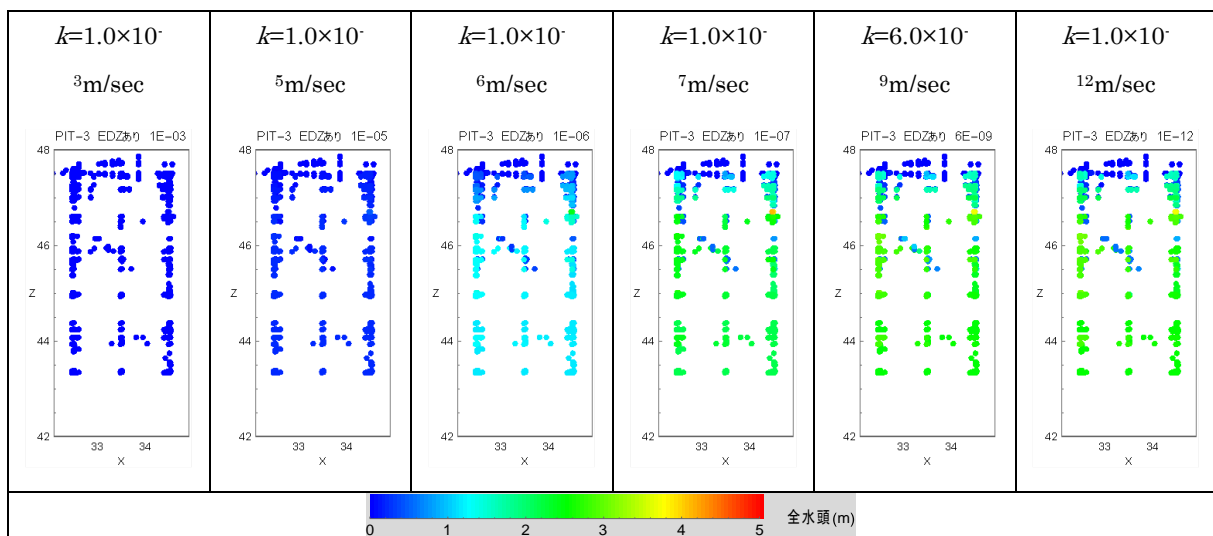 k=1.0×10-
3m/sec
PIT-3 EDZあり 1E-03
48
46
Z
44
42
33 34
X
k=1.0×10-
5m/sec
PIT-3 EDZあり 1E-05
48
46
Z
44
42
33 34
X
k=1.0×10-
6m/sec
PIT-3 EDZあり 1E-06
48
46
Z
44
42
33 34
X
k=1.0×10-
7m/sec
PIT-3 EDZあり 1E-07
48
46
Z
44
42
33 34
X
k=6.0×10-
9m/sec
PIT-3 EDZあり 6E-09
48
46
Z
44
42
33 34
X
k=1.0×10-
12m/sec
PIT-3 EDZあり 1E-12
48
46
Z
44
42
33 34
X
0 1 2 3 4 5 全水頭(m)